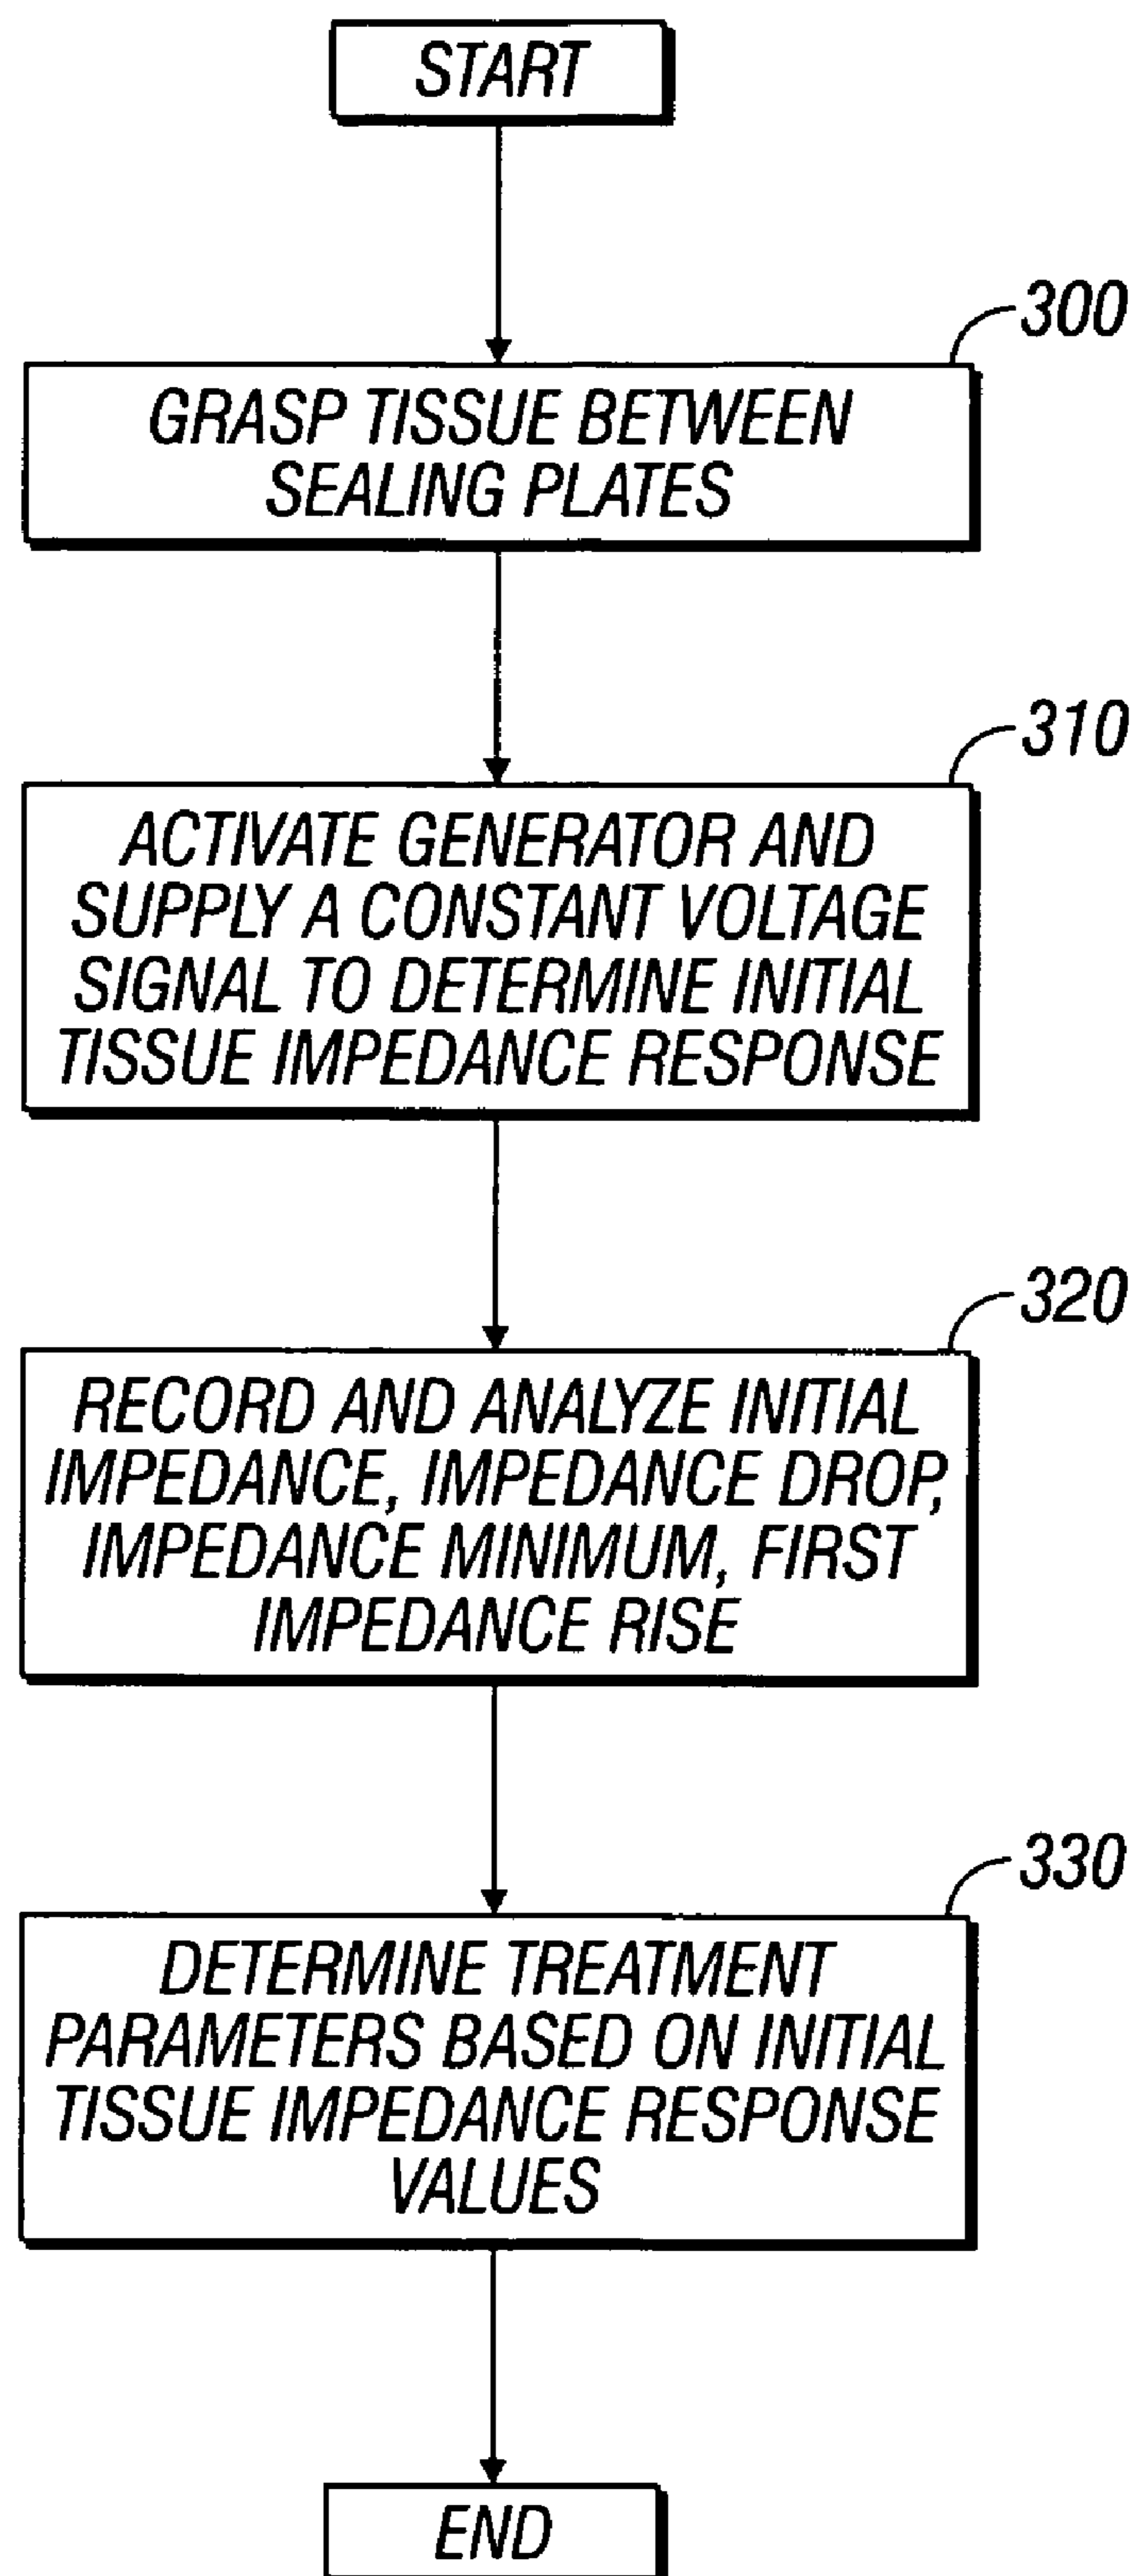 START
300
GRASP TISSUE BETWEEN
SEALING PLATES
310
ACTIVATE GENERATOR AND
SUPPLY A CONSTANT VOLTAGE
SIGNAL TO DETERMINE INITIAL
TISSUE IMPEDANCE RESPONSE
320
RECORD AND ANALYZE INITIAL
IMPEDANCE, IMPEDANCE DROP,
IMPEDANCE MINIMUM, FIRST
IMPEDANCE RISE
330
DETERMINE TREATMENT
PARAMETERS BASED ON INITIAL
TISSUE IMPEDANCE RESPONSE
VALUES
END